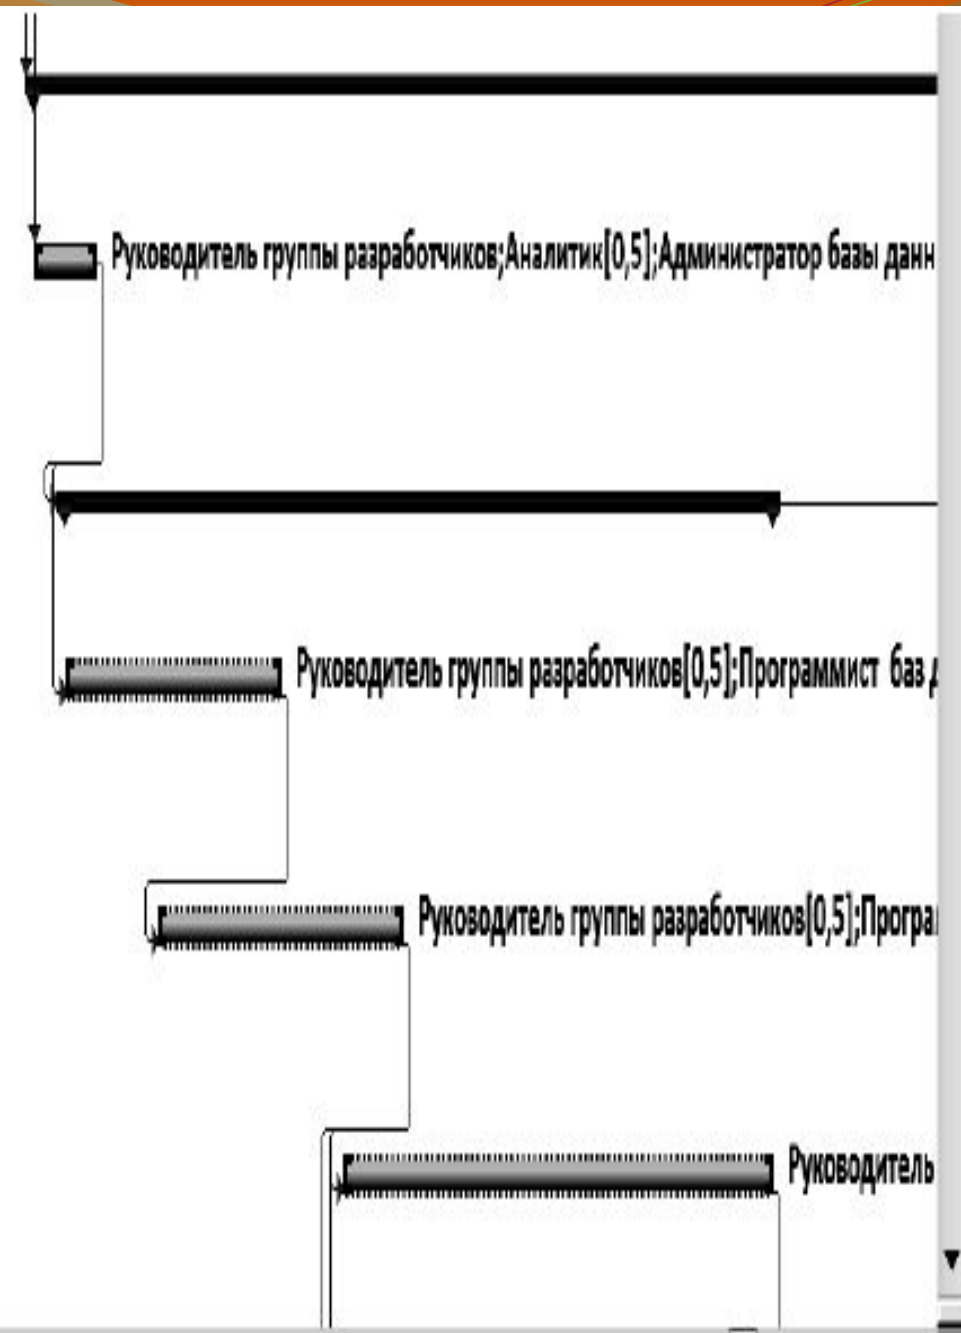 Руководитель группы разработчиков;Аналитик[0,5];Администратор базы данн
Руководитель группы разработчиков[0,5];Программист баз д
Руководитель группы разработчиков[0,5];Програ
Руководитель